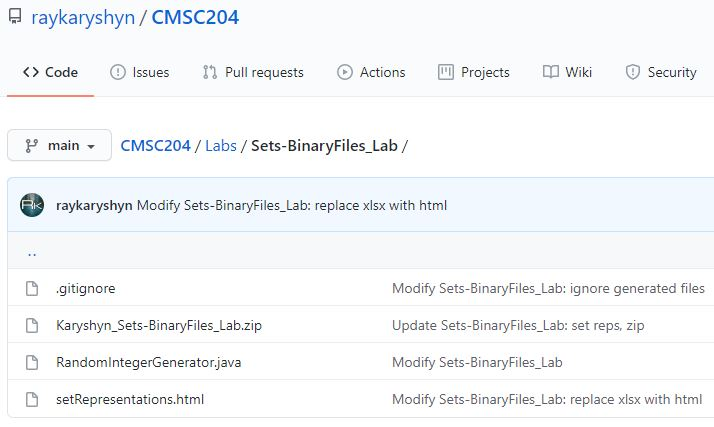 raykaryshyn / CMSC204
Code Issues Pull requests Actions Projects Wiki Security
main CMSC204 / Labs / Sets-BinaryFiles_Lab /
RK raykaryshyn Modify Sets-BinaryFiles_Lab: replace xlsx with html
..
.gitignore Modify Sets-BinaryFiles_Lab: ignore generated files
Karyshyn_Sets-BinaryFiles_Lab.zip Update Sets-BinaryFiles_Lab: set reps, zip
RandomIntegerGenerator.java Modify Sets-BinaryFiles_Lab
setRepresentations.html Modify Sets-BinaryFiles_Lab: replace xlsx with html